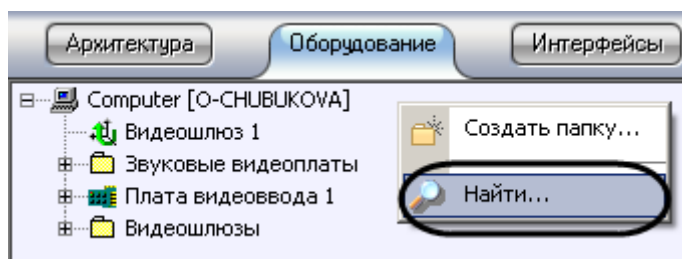 Архитектура Оборудование Интерфейсы
Computer [O-CHUBUKOVA]
Видеошлюз 1
Создать папку...
Звуковые видеоплаты
Плата видеоввода 1
Найти...
Видеошлюзы